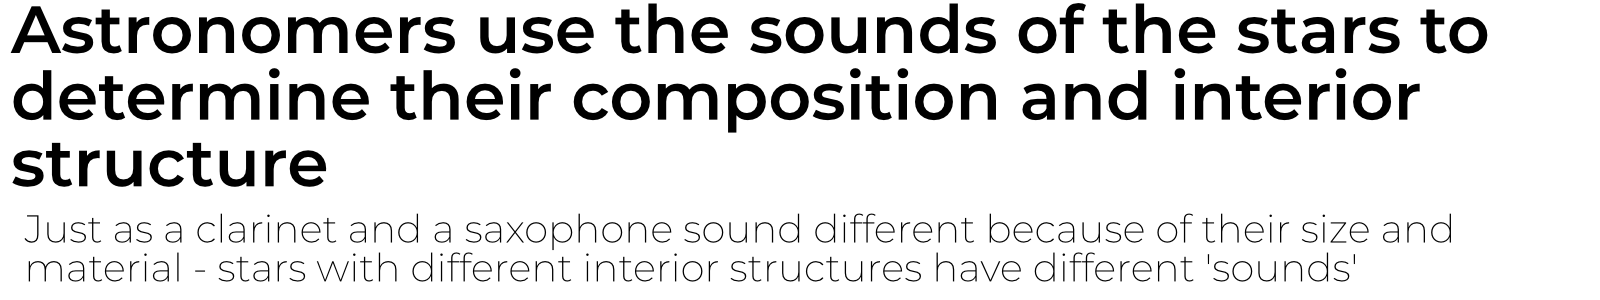 Astronomers use the sounds of the stars to
determine their composition and interior
structure
Just as a clarinet and a saxophone sound different because of their size and
material - stars with different interior structures have different 'sounds'